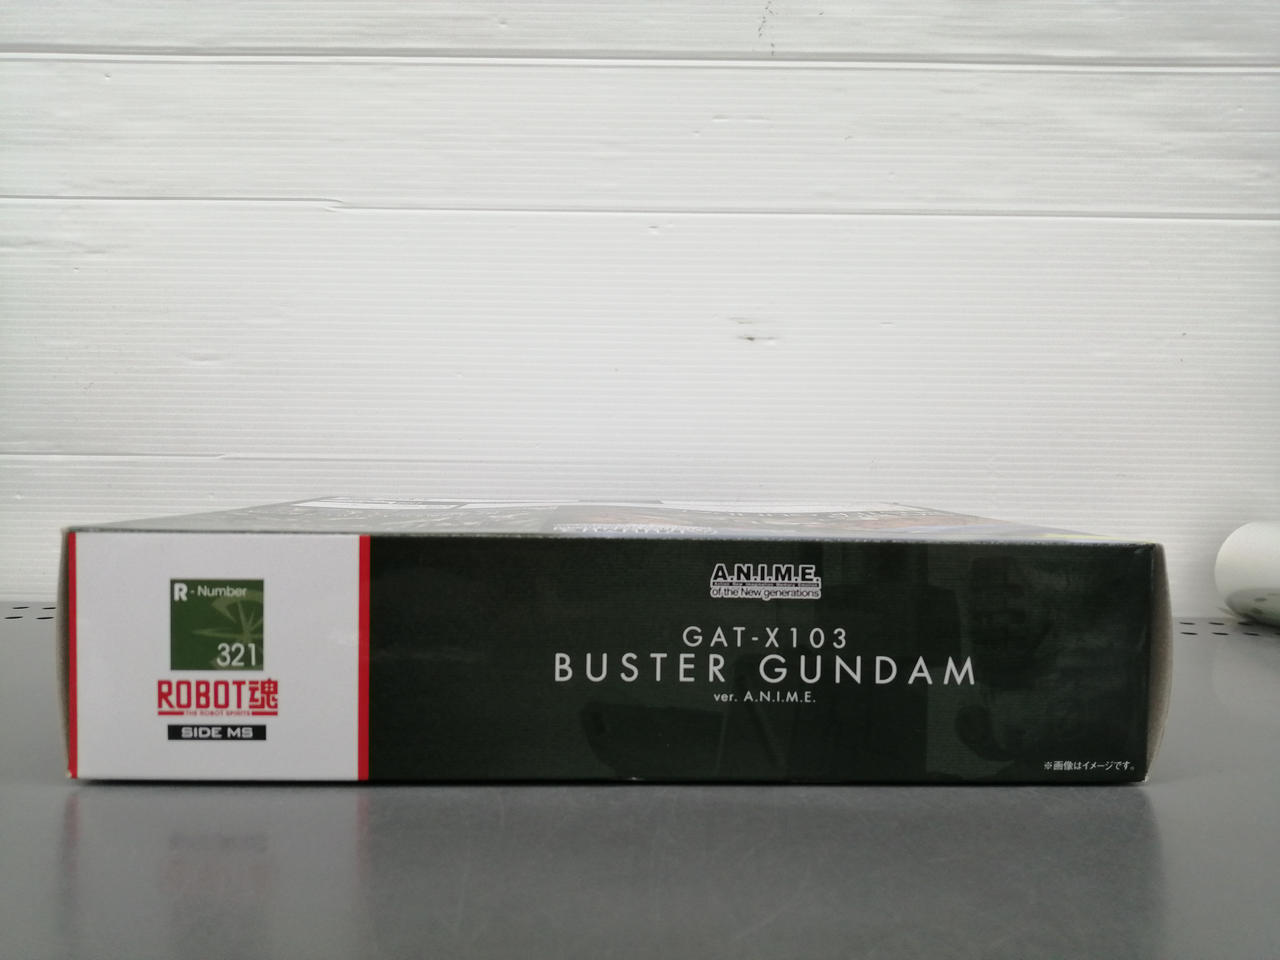 R - Number
321
ROBOT魂
THE ROBOT SPIRITS
SIDE MS
A.N.I.M.E.
of the New generations
GAT-X103
BUSTER GUNDAM
ver. A.N.I.M.E.
※画像はイメージです。